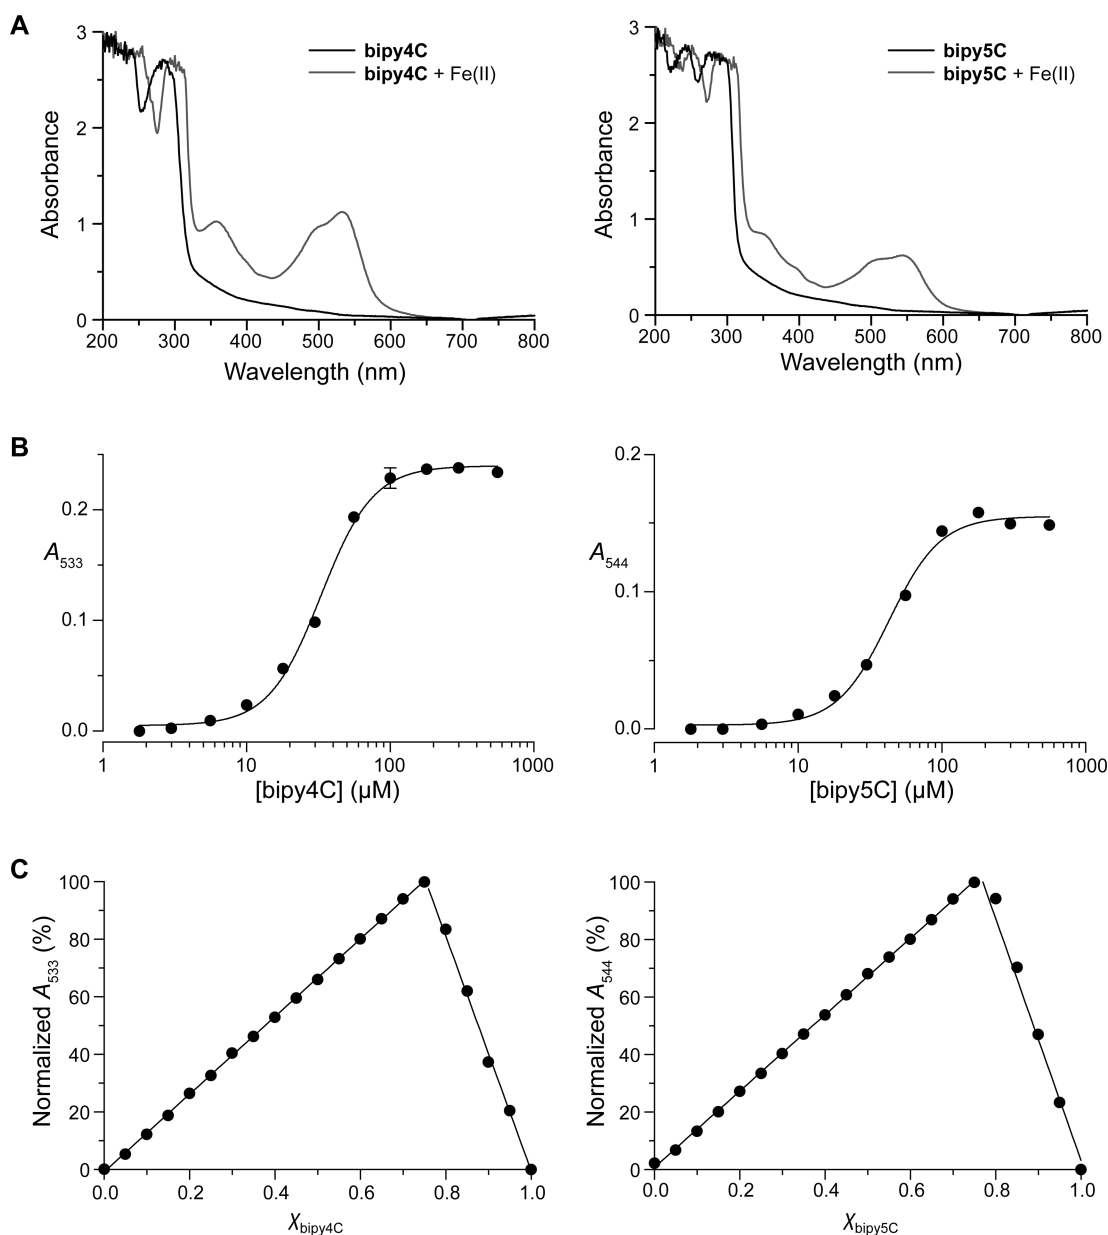 A
Absorbance
3
2
1
0
200 300 400 500 600 700 800
Wavelength (nm)
bipy4C
bipy4C + Fe(II)
Absorbance
3
2
1
0
200 300 400 500 600 700 800
Wavelength (nm)
bipy5C
bipy5C + Fe(II)
B
A533
0.2
0.1
0.0
1 10 100 1000
[bipy4C] (µM)
A544
0.2
0.1
0.0
1 10 100 1000
[bipy5C] (µM)
C
Normalized A533 (%)
100
80
60
40
20
0
0.0 0.2 0.4 0.6 0.8 1.0
χbipy4C
Normalized A544 (%)
100
80
60
40
20
0
0.0 0.2 0.4 0.6 0.8 1.0
χbipy5C